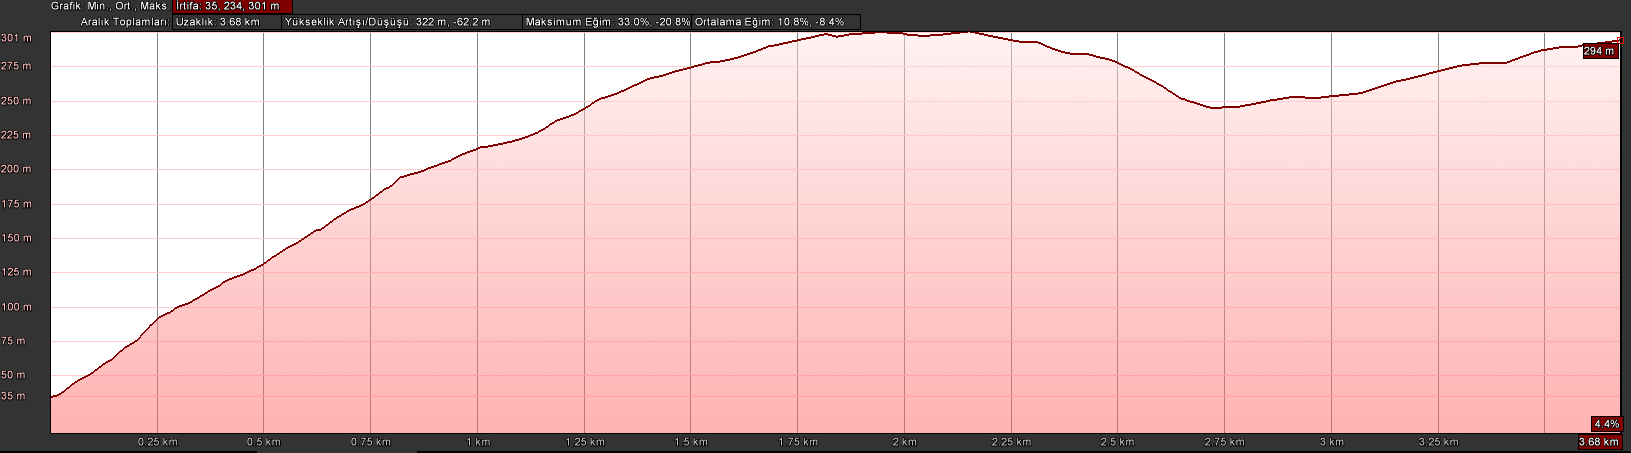 Grafik: Min., Ort., Maks. İrtifa: 35, 234, 301 m
Aralık Toplamları: Uzaklık: 3.68 km Yükseklik Artışı/Düşüşü: 322 m, -62.2 m Maksimum Eğim: 33.0%, -20.8% Ortalama Eğim: 10.8%, -8.4%
301 m
294 m
275 m
250 m
225 m
200 m
175 m
150 m
125 m
100 m
75 m
50 m
35 m
4.4%
0.25 km 0.5 km 0.75 km 1 km 1.25 km 1.5 km 1.75 km 2 km 2.25 km 2.5 km 2.75 km 3 km 3.25 km 3.68 km